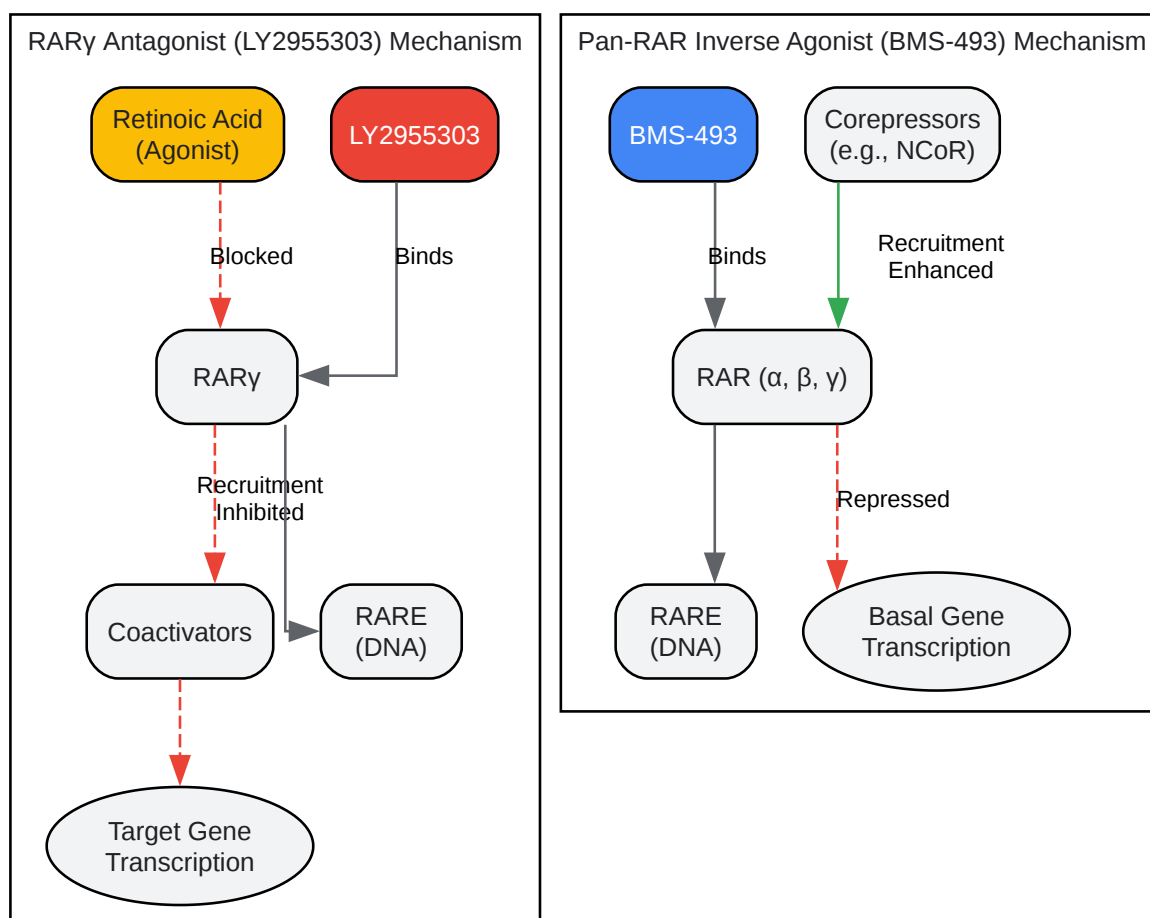 RARγ Antagonist (LY2955303) Mechanism
Retinoic Acid
(Agonist)
LY2955303
Blocked
Binds
RARγ
Recruitment
Inhibited
Coactivators
RARE
(DNA)
Target Gene
Transcription
Pan-RAR Inverse Agonist (BMS-493) Mechanism
BMS-493
Corepressors
(e.g., NCoR)
Binds
Recruitment
Enhanced
RAR (α, β, γ)
Repressed
RARE
(DNA)
Basal Gene
Transcription